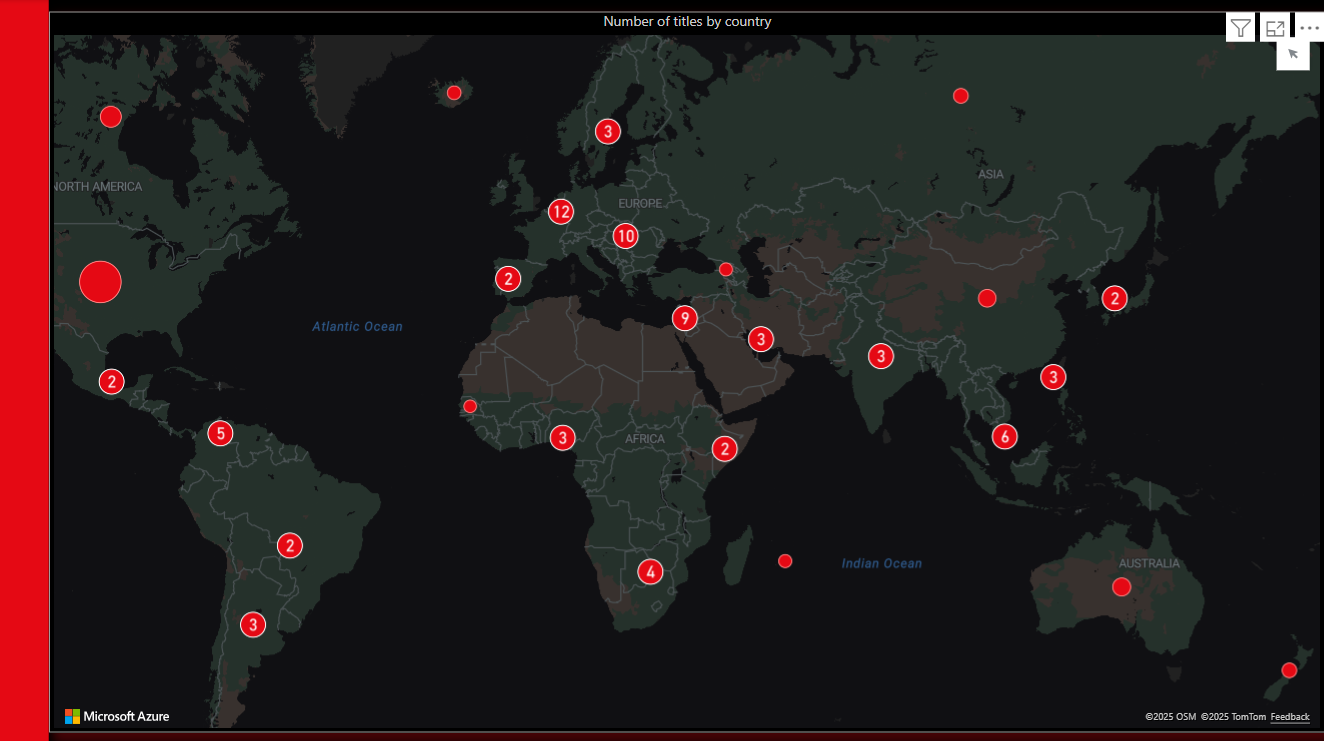 Number of titles by country
3
NORTH AMERICA
ASIA
EUROPE
12
10
2
2
Atlantic Ocean
9
3
3
2
3
5
3
AFRICA
2
6
2
Indian Ocean
AUSTRALIA
4
3
Microsoft Azure
©2025 OSM ©2025 TomTom Feedback